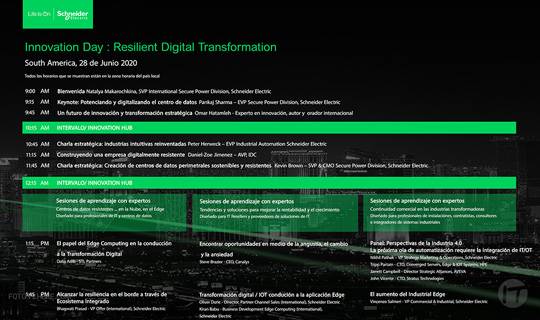 Life Is On
Schneider Electric
Innovation Day : Resilient Digital Transformation
South America, 28 de Junio 2020
Todos los horarios que se muestran están en la zona horaria del país local
9:00 AM Bienvenida Natalya Makarochkina, SVP International Secure Power Division, Schneider Electric
9:15 AM Keynote: Potenciando y digitalizando el centro de datos Pankaj Sharma – EVP Secure Power Division, Schneider Electric
9:45 AM Un futuro de innovación y transformación estratégica Omar Hatamleh - Experto en innovación, autor y orador internacional
10:15 AM INTERVALO/ INNOVATION HUB
10:45 AM Charla estratégica: industrias intuitivas reinventadas Peter Herweck – EVP Industrial Automation Schneider Electric
11:15 AM Construyendo una empresa digitalmente resistente Daniel-Zoe Jimenez – AVP, IDC
11:45 AM Charla estratégica: Creación de centros de datos perimetrales sostenibles y resistentes. Kevin Brown – SVP & CMO Secure Power Division, Schneider Electric
12:15 AM INTERVALO/ INNOVATION HUB
Sesiones de aprendizaje con expertos
Centros de datos resistentes ... en la Nube, en el Edge
Diseñado para profesionales de IT y centros de datos
Sesiones de aprendizaje con expertos
Tendencias y soluciones para mejorar la rentabilidad y el crecimiento
Diseñado para IT Resellers y proveedores de soluciones de IT
Sesiones de aprendizaje con expertos
Continuidad comercial en las industrias transformadoras
Diseñado para profesionales de instalaciones, contratistas, consultores
e integradores de sistemas industriales
1:15 PM El papel del Edge Computing en la conducción
a la Transformación Digital
Encontrar oportunidades en medio de la angustia, el cambio
y la ansiedad
Steve Brazier - CEO, Canalys
Panel: Perspectivas de la Industria 4.0
La próxima ola de automatización requiere la integración de IT/OT
Nikhil Pathak - VP Strategy Marketing & Operations, Schneider Electric
Tripp Partain - CTO, Converged Servers, Edge & IOT Systems, HPE
Jarrett Campbell - Director Strategic Alliances, AVEVA
John Vicente - CTO, Stratus Technologies
1:45 PM Alcanzar la resiliencia en el borde a través de
Ecosistema Integrado
Bhagwati Prasad - VP Offer (International), Schneider Electric
Transformación digital / IOT conducción a la aplicación Edge
Oliver Darie - Director, Partner Channel Sales (International), Schneider Electric
Kiran Babu - Business Development Edge Computing (International),
Schneider Electric
El aumento del Industrial Edge
Vinqensao Salmeri - VP Commercial & Industrial, Schneider Electric